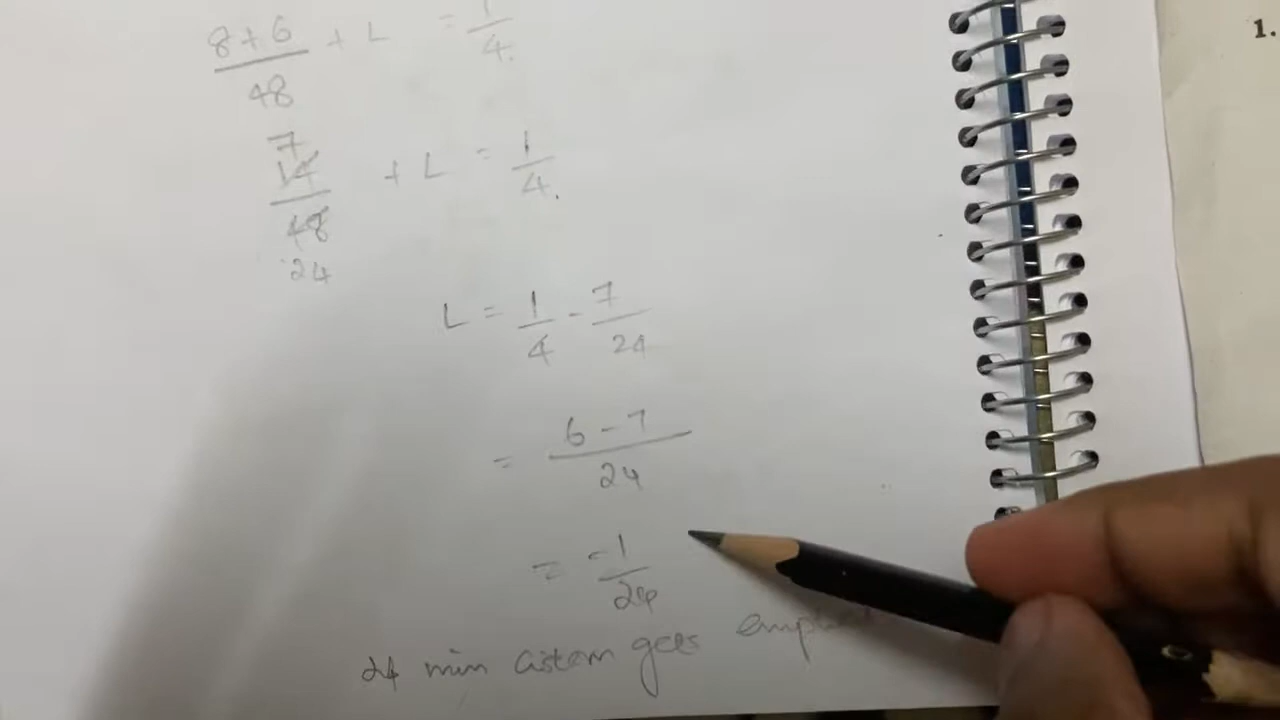 8 + 6 / 48 + L = 1 / 4.
7
14 / 48 + L = 1 / 4.
24
L = 1 / 4 - 7 / 24
= 6 - 7 / 24
= -1 / 24
24 min cistern gets
1.